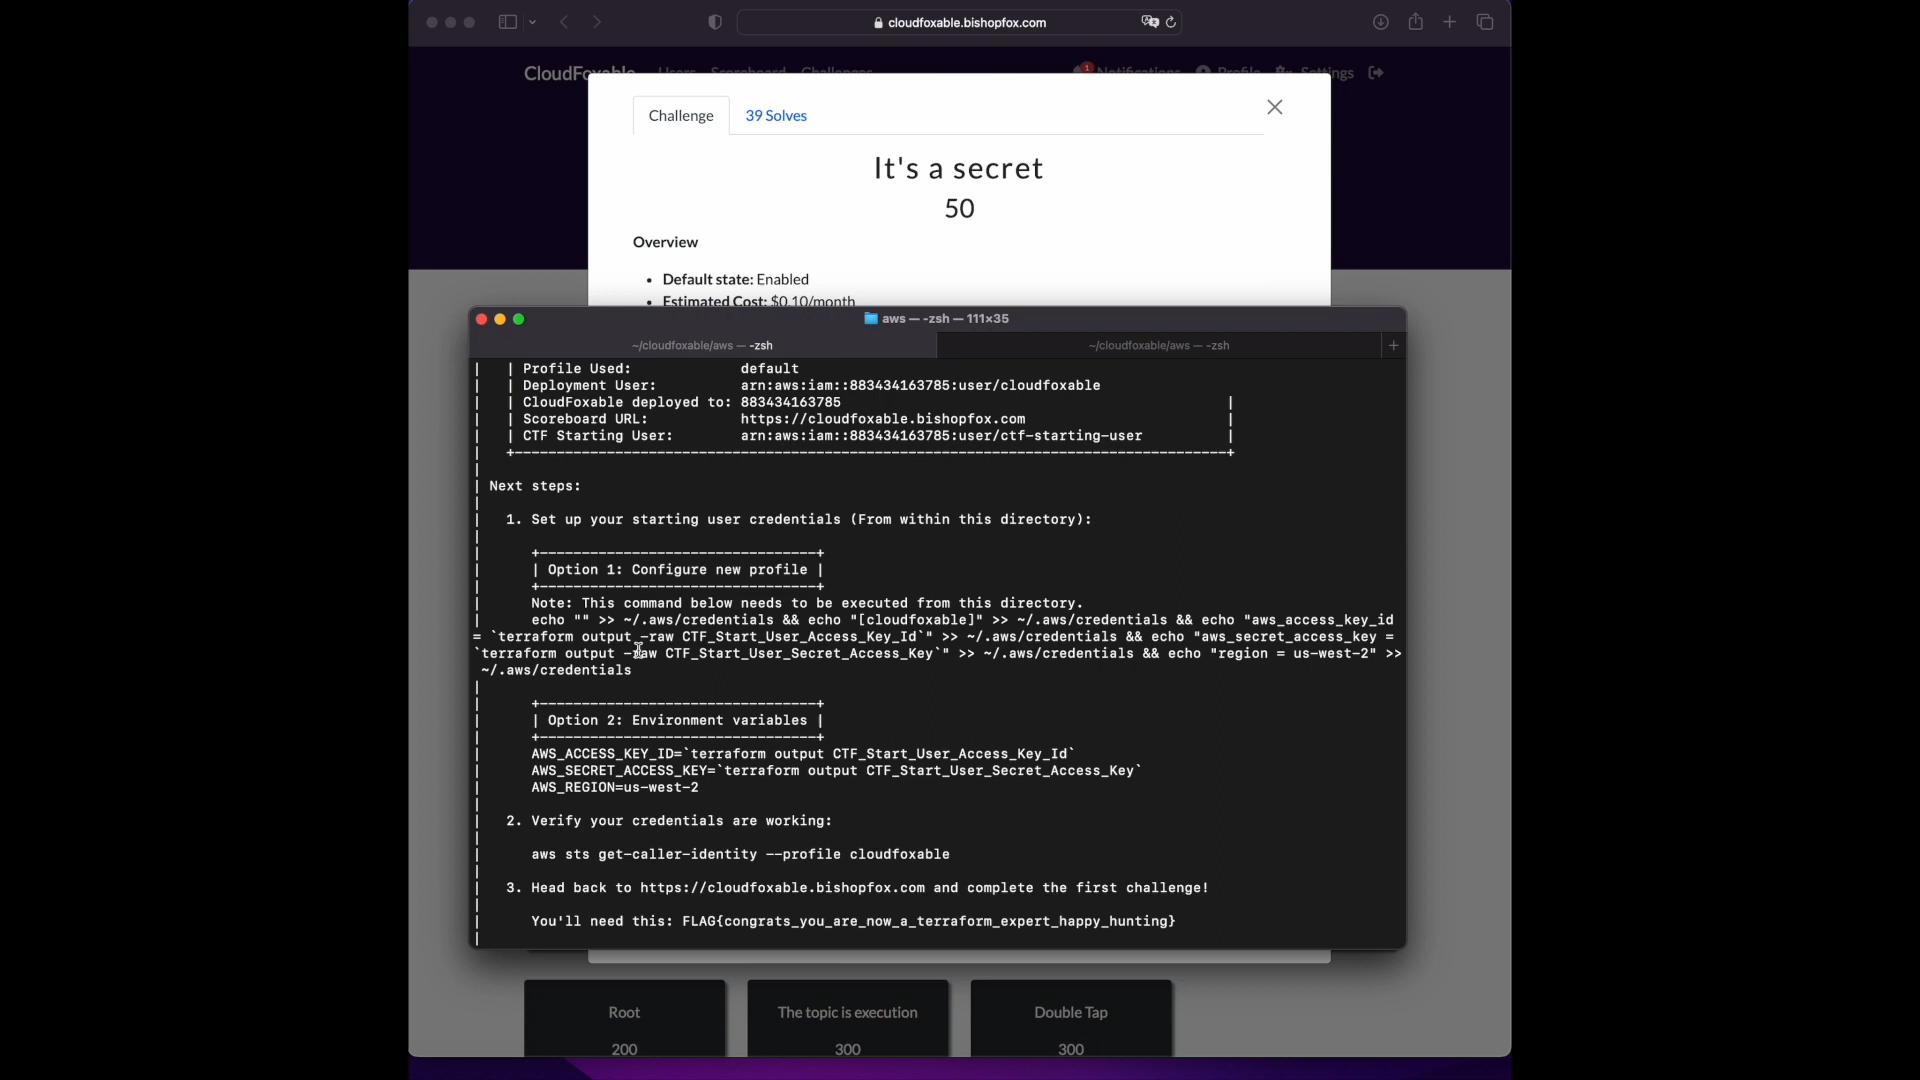 cloudfoxable.bishopfox.com
CloudFoxable Users Scoreboard Challenges 1 Notifications Profile Settings
Challenge 39 Solves
It's a secret
50
Overview
• Default state: Enabled
• Estimated Cost: $0.10/month
aws — -zsh — 111×35
~/cloudfoxable/aws — -zsh ~/cloudfoxable/aws — -zsh +
| | Profile Used: default
| | Deployment User: arn:aws:iam::883434163785:user/cloudfoxable
| | CloudFoxable deployed to: 883434163785 |
| | Scoreboard URL: https://cloudfoxable.bishopfox.com |
| | CTF Starting User: arn:aws:iam::883434163785:user/ctf-starting-user |
| +-------------------------------------------------------------------------------------+
|
| Next steps:
|
| 1. Set up your starting user credentials (From within this directory):
|
| +---------------------------------+
| | Option 1: Configure new profile |
| +---------------------------------+
| Note: This command below needs to be executed from this directory.
| echo "" >> ~/.aws/credentials && echo "[cloudfoxable]" >> ~/.aws/credentials && echo "aws_access_key_id
= `terraform output -raw CTF_Start_User_Access_Key_Id`" >> ~/.aws/credentials && echo "aws_secret_access_key =
`terraform output -raw CTF_Start_User_Secret_Access_Key`" >> ~/.aws/credentials && echo "region = us-west-2" >>
~/.aws/credentials
|
| +---------------------------------+
| | Option 2: Environment variables |
| +---------------------------------+
| AWS_ACCESS_KEY_ID=`terraform output CTF_Start_User_Access_Key_Id`
| AWS_SECRET_ACCESS_KEY=`terraform output CTF_Start_User_Secret_Access_Key`
| AWS_REGION=us-west-2
|
| 2. Verify your credentials are working:
|
| aws sts get-caller-identity --profile cloudfoxable
|
| 3. Head back to https://cloudfoxable.bishopfox.com and complete the first challenge!
|
| You'll need this: FLAG{congrats_you_are_now_a_terraform_expert_happy_hunting}
|
Root The topic is execution Double Tap
200 300 300